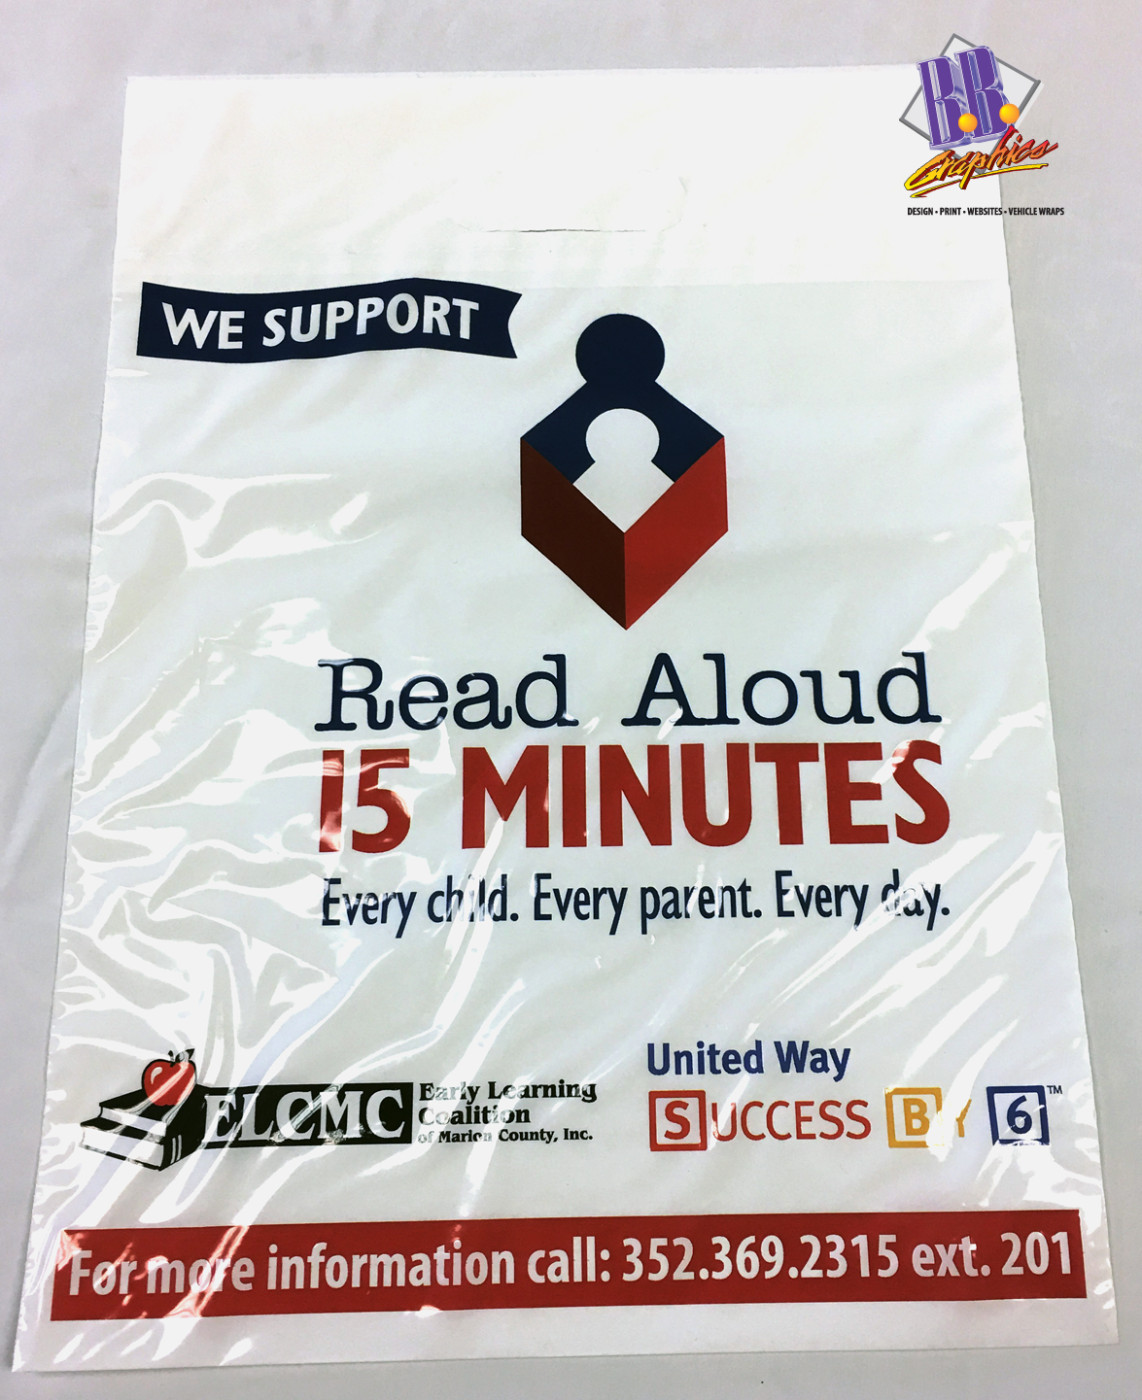 B.B.
Graphics
DESIGN • PRINT • WEBSITES • VEHICLE WRAPS
WE SUPPORT
Read Aloud
15 MINUTES
Every child. Every parent. Every day.
ELCMC
Early Learning
Coalition
of Marion County, Inc.
United Way
SUCCESS BY 6™
For more information call: 352.369.2315 ext. 201